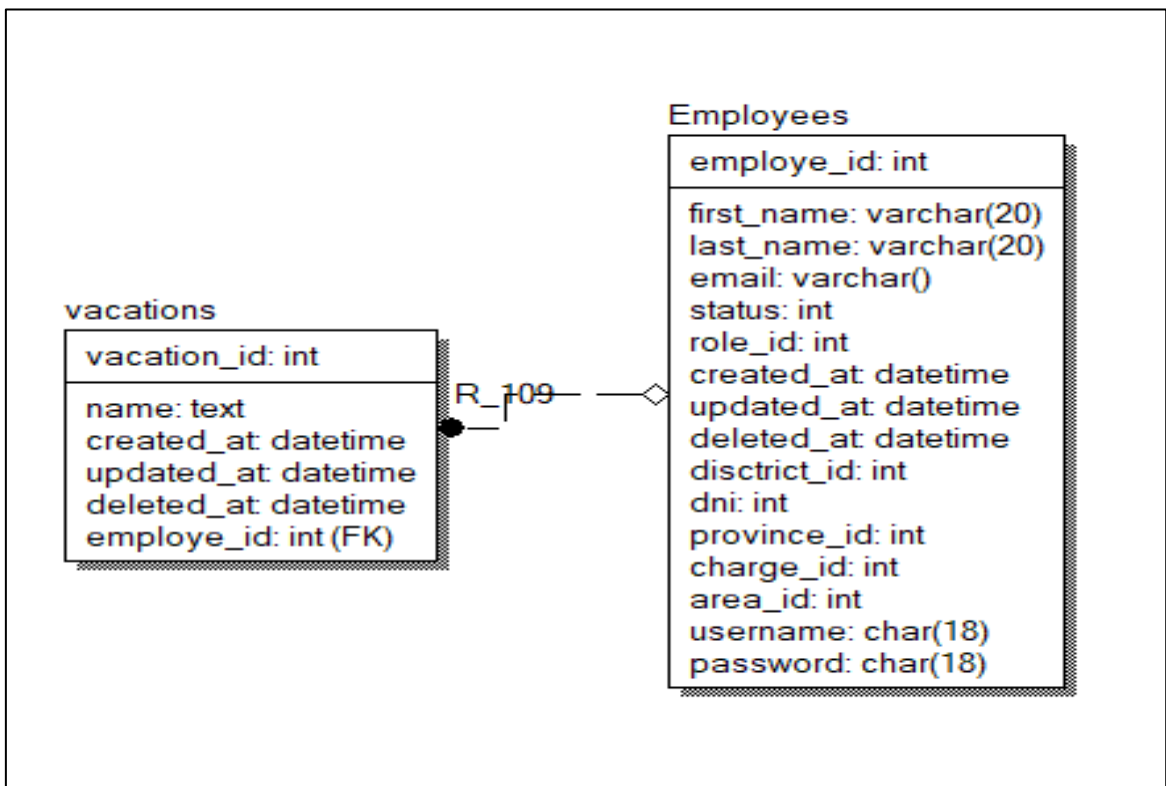 Employees
employe_id: int
first_name: varchar(20)
last_name: varchar(20)
email: varchar()
status: int
role_id: int
created_at: datetime
updated_at: datetime
deleted_at: datetime
disctrict_id: int
dni: int
province_id: int
charge_id: int
area_id: int
username: char(18)
password: char(18)
vacations
vacation_id: int
name: text
created_at: datetime
updated_at: datetime
deleted_at: datetime
employe_id: int (FK)
R_109